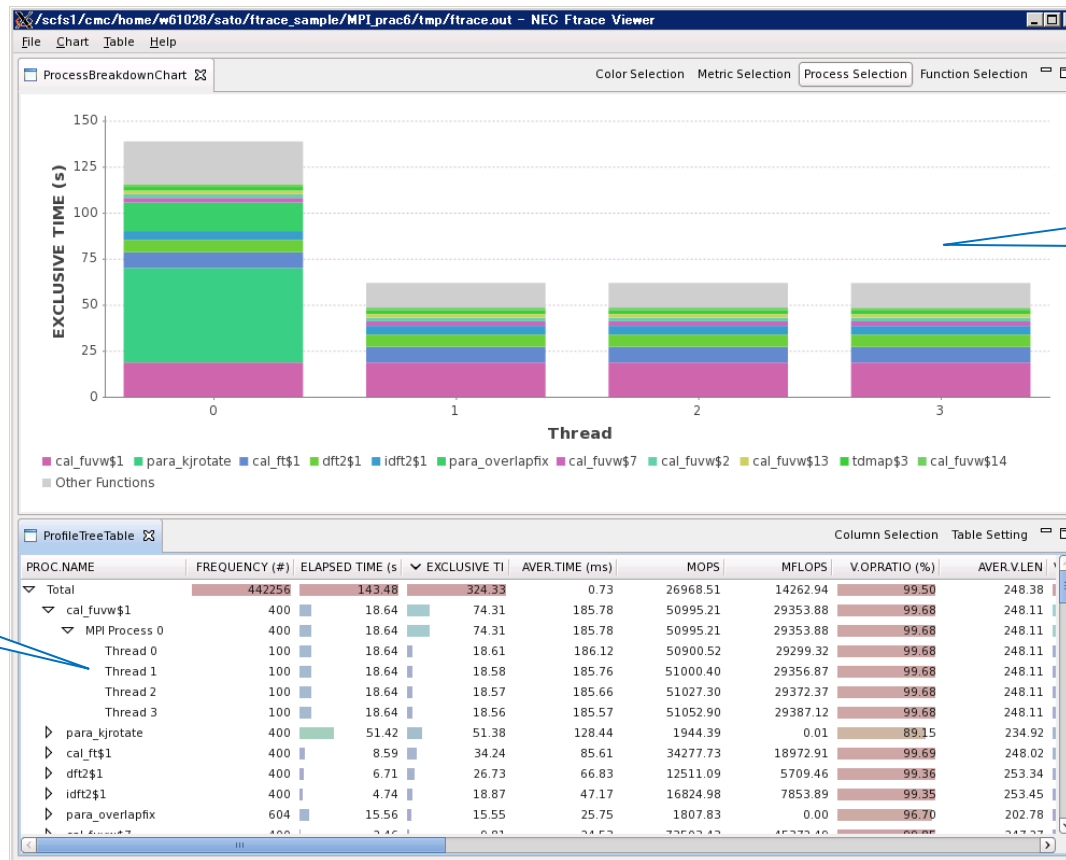 /scfs1/cmc/home/w61028/sato/ftrace_sample/MPI_prac6/tmp/ftrace.out - NEC Ftrace Viewer
File Chart Table Help
ProcessBreakdownChart Color Selection Metric Selection Process Selection Function Selection
EXCLUSIVE TIME (s)
150
125
100
75
50
25
0
0 1 2 3
Thread
cal_fuvw$1 para_kjrotate cal_ft$1 dft2$1 idft2$1 para_overlapfix cal_fuvw$7 cal_fuvw$2 cal_fuvw$13 tdmap$3 cal_fuvw$14
Other Functions
ProfileTreeTable Column Selection Table Setting
PROC.NAME FREQUENCY (#) ELAPSED TIME (s EXCLUSIVE TI AVER.TIME (ms) MOPS MFLOPS V.OP.RATIO (%) AVER.V.LEN
Total 442256 143.48 324.33 0.73 26968.51 14262.94 99.50 248.38
cal_fuvw$1 400 18.64 74.31 185.78 50995.21 29353.88 99.68 248.11
MPI Process 0 400 18.64 74.31 185.78 50995.21 29353.88 99.68 248.11
Thread 0 100 18.64 18.61 186.12 50900.52 29299.32 99.68 248.11
Thread 1 100 18.64 18.58 185.76 51000.40 29356.87 99.68 248.11
Thread 2 100 18.64 18.57 185.66 51027.30 29372.37 99.68 248.11
Thread 3 100 18.64 18.56 185.57 51052.90 29387.12 99.68 248.11
para_kjrotate 400 51.42 51.38 128.44 1944.39 0.01 89.15 234.92
cal_ft$1 400 8.59 34.24 85.61 34277.73 18972.91 99.69 248.02
dft2$1 400 6.71 26.73 66.83 12511.09 5709.46 99.36 253.34
idft2$1 400 4.74 18.87 47.17 16824.98 7853.89 99.35 253.45
para_overlapfix 604 15.56 15.55 25.75 1807.83 0.00 96.70 202.78